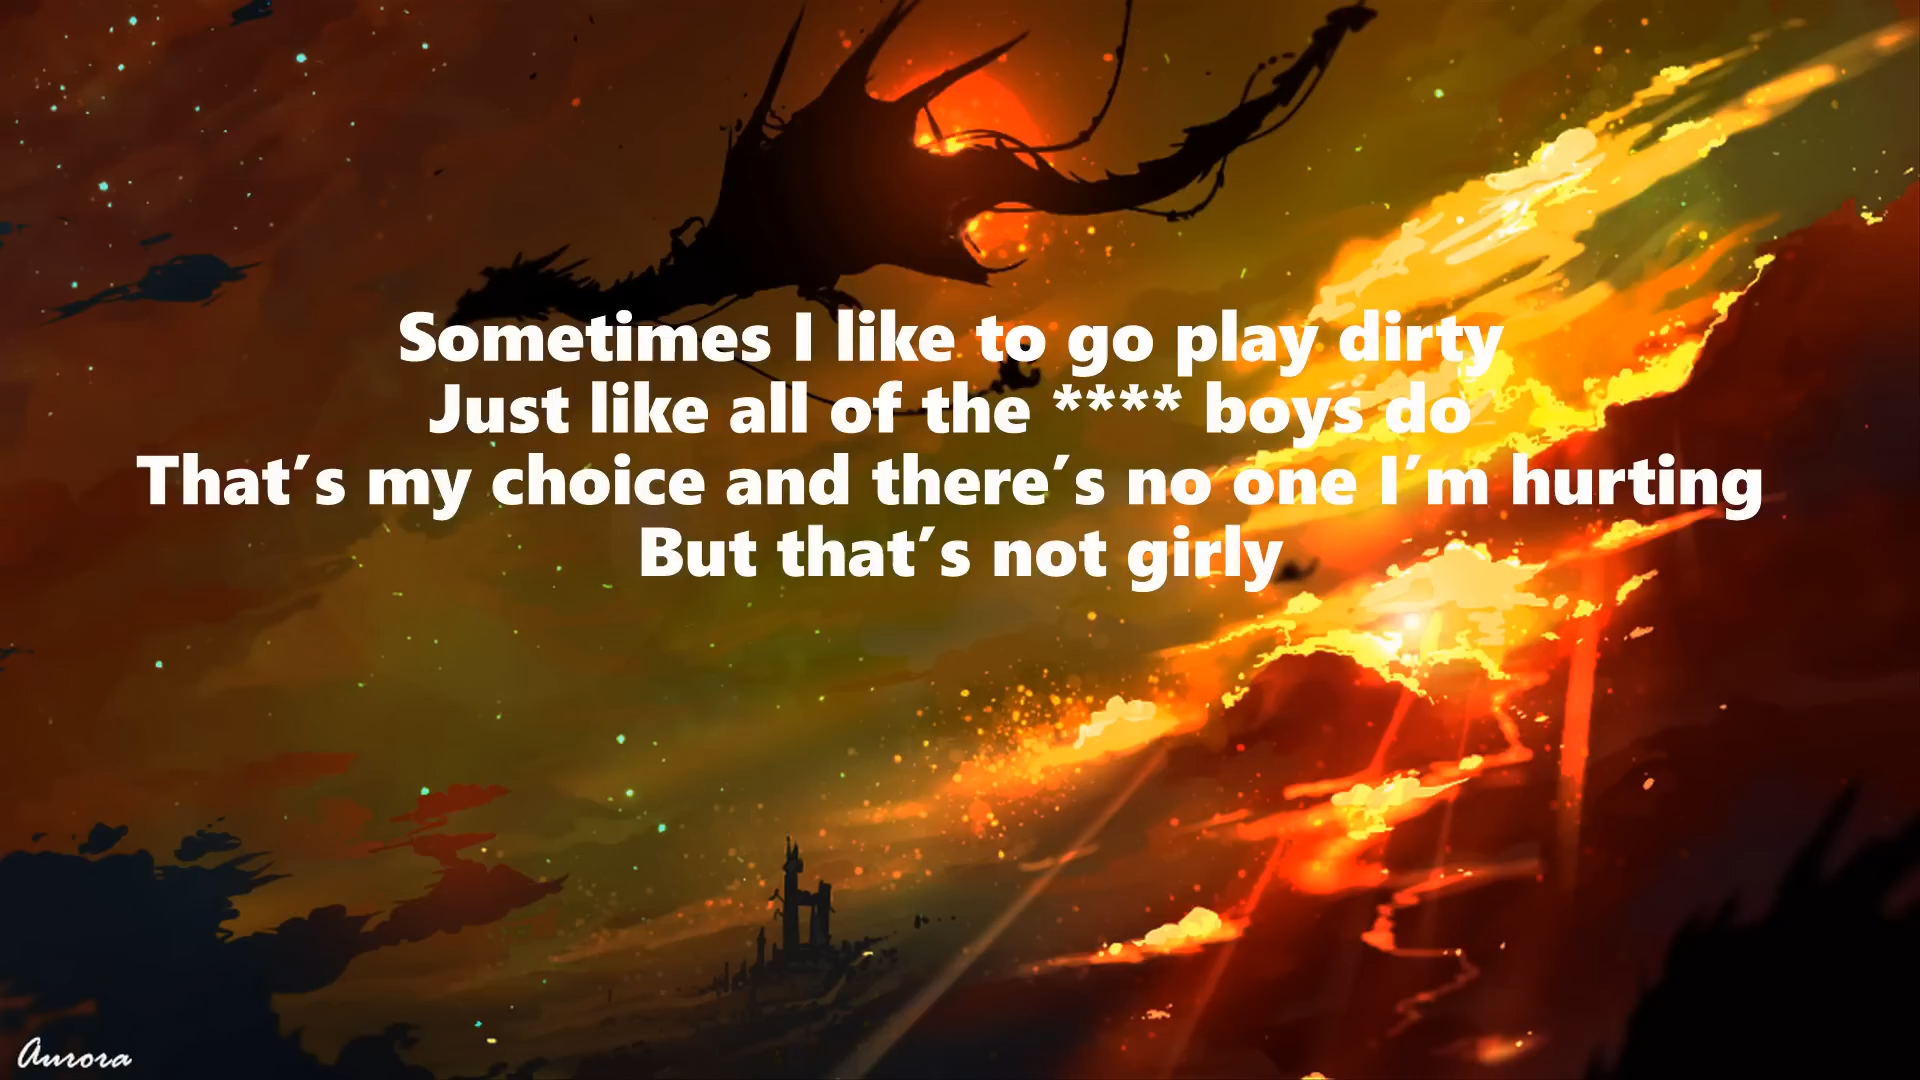 Sometimes I like to go play dirty
Just like all of the **** boys do
That’s my choice and there’s no one I’m hurting
But that’s not girly
Aurora